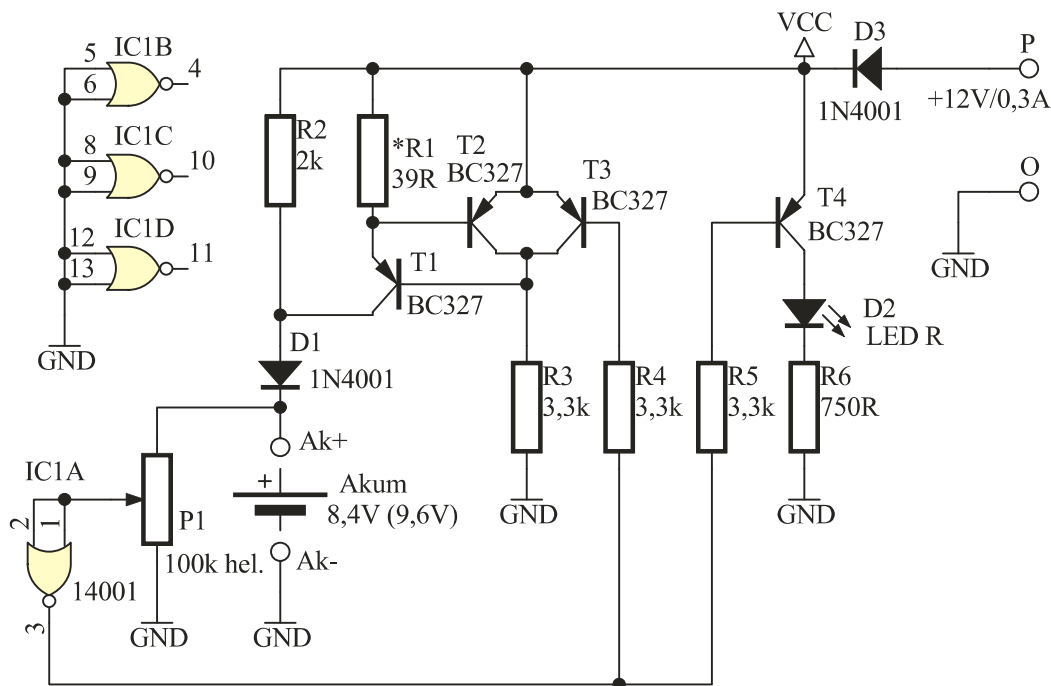 VCC
D3
P
1N4001
+12V/0,3A
O
GND
IC1B
5
6
4
IC1C
8
9
10
IC1D
12
13
11
GND
R2
2k
*R1
39R
T2
BC327
T3
BC327
T4
BC327
T1
BC327
D1
1N4001
D2
LED R
R3
3,3k
R4
3,3k
R5
3,3k
R6
750R
GND
GND
Ak+
+
Akum
8,4V (9,6V)
Ak-
GND
IC1A
2
1
14001
3
P1
100k hel.
GND